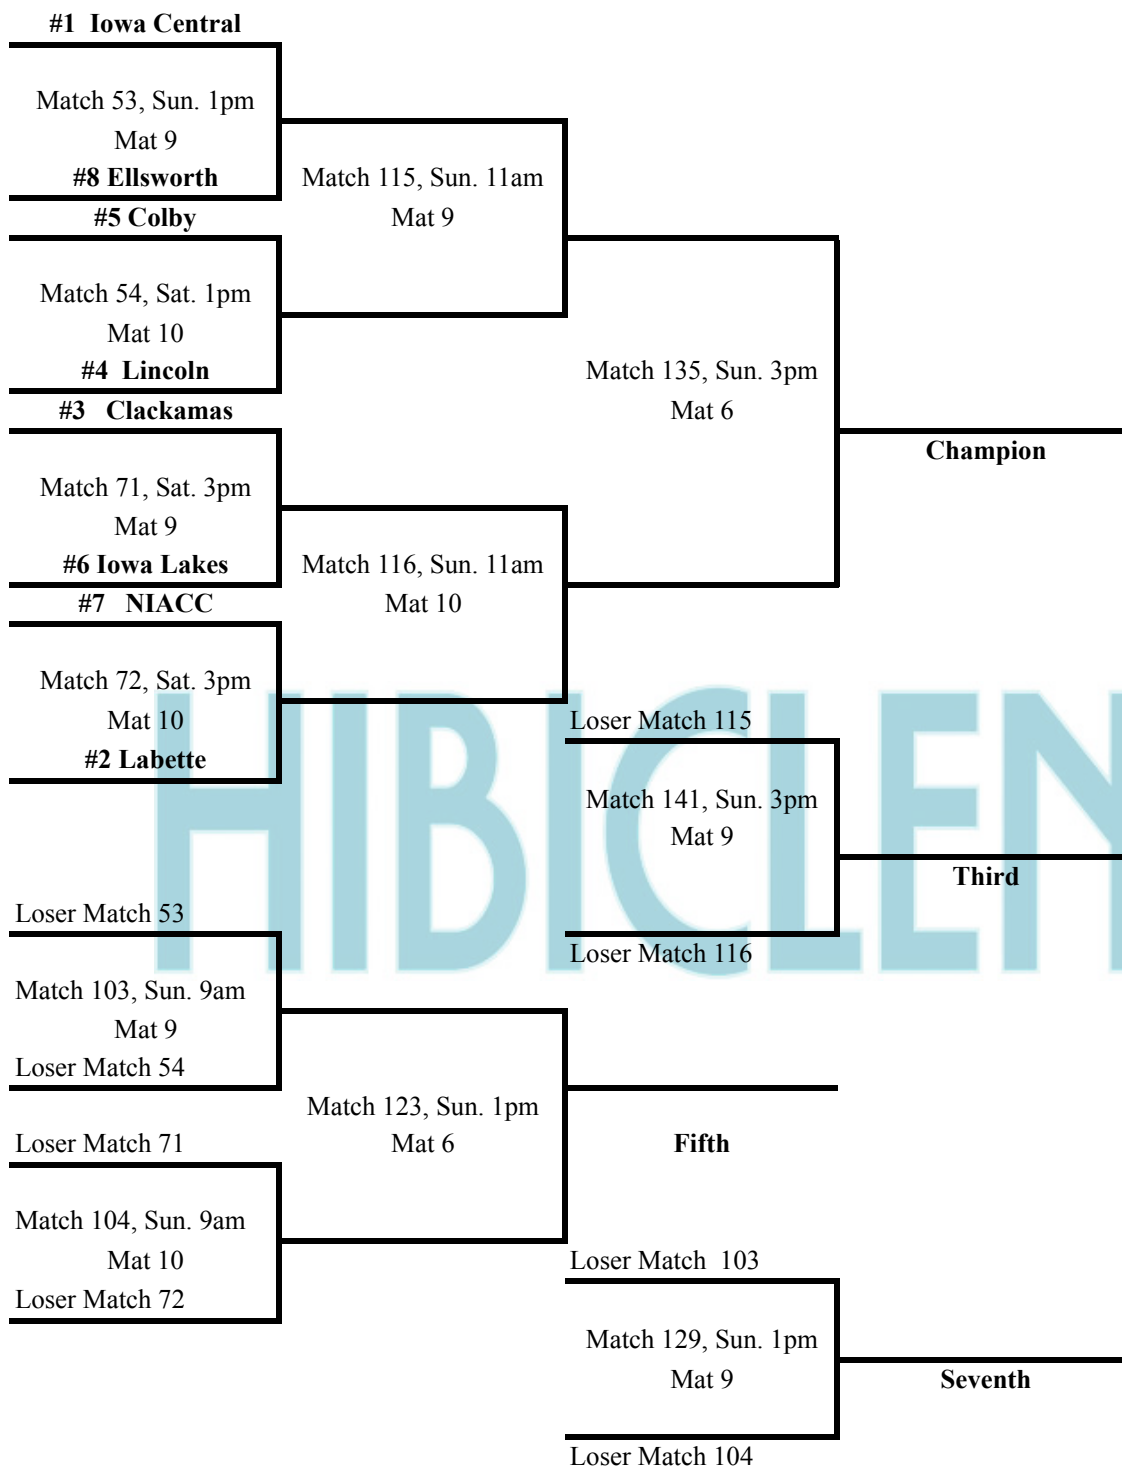 #1 Iowa Central
Match 53, Sun. 1pm
Mat 9
#8 Ellsworth
#5 Colby
Match 54, Sat. 1pm
Mat 10
#4 Lincoln
#3 Clackamas
Match 71, Sat. 3pm
Mat 9
#6 Iowa Lakes
#7 NIACC
Match 72, Sat. 3pm
Mat 10
#2 Labette
Match 115, Sun. 11am
Mat 9
Match 116, Sun. 11am
Mat 10
Match 135, Sun. 3pm
Mat 6
Champion
Loser Match 115
Match 141, Sun. 3pm
Mat 9
Loser Match 116
Third
Loser Match 53
Match 103, Sun. 9am
Mat 9
Loser Match 54
Loser Match 71
Match 104, Sun. 9am
Mat 10
Loser Match 72
Match 123, Sun. 1pm
Mat 6
Fifth
Loser Match 103
Match 129, Sun. 1pm
Mat 9
Loser Match 104
Seventh
HIBICLEN